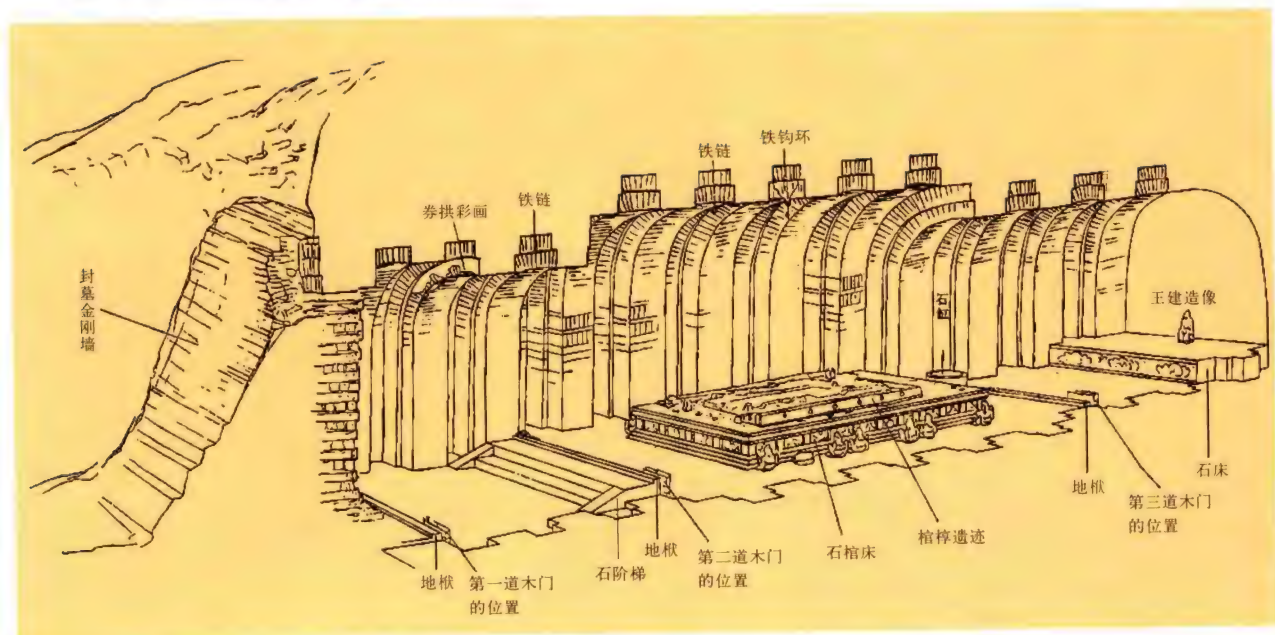 铁钩环
铁链
铁链
券拱彩画
封墓金刚墙
石缸
王建造像
石床
地栿
第三道木门
的位置
棺椁遗迹
石棺床
地栿
第二道木门
的位置
石阶梯
地栿
第一道木门
的位置